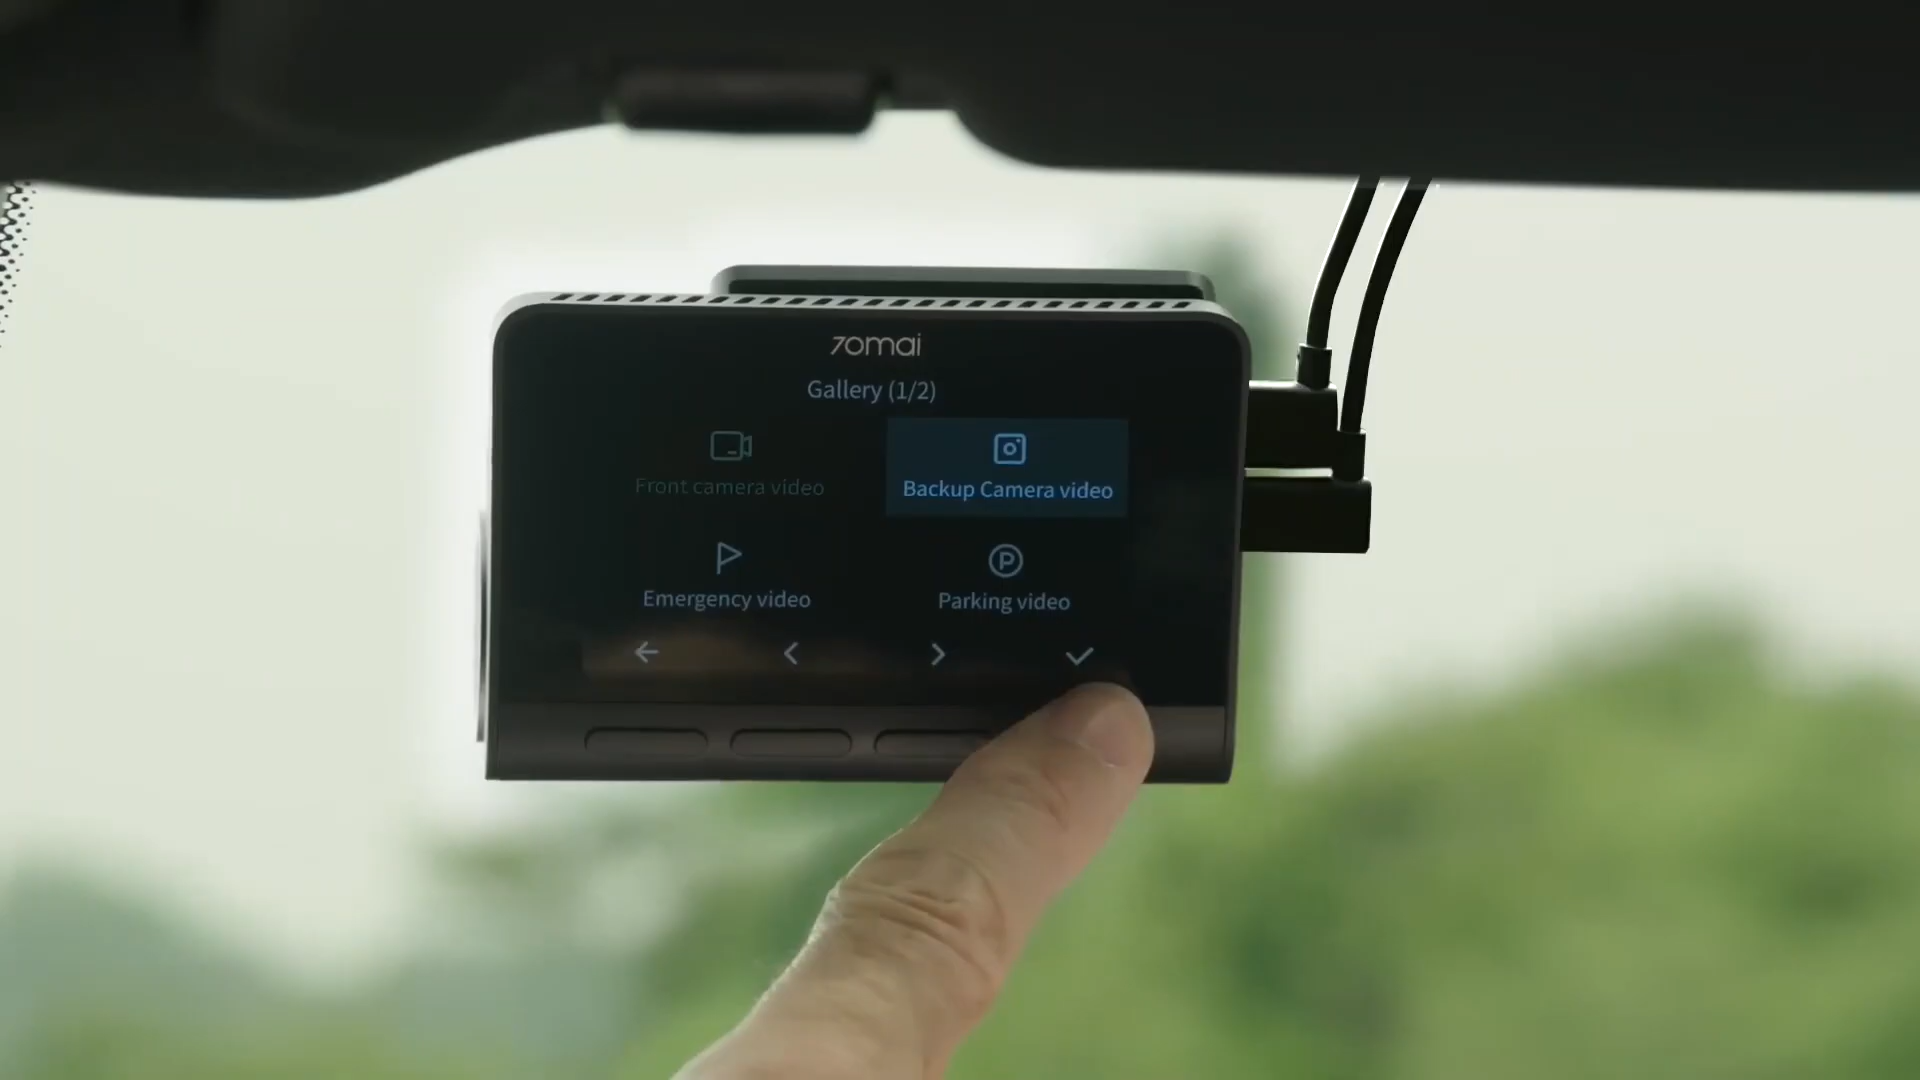 70mai
Gallery (1/2)
Front camera video
Backup Camera video
Emergency video
P
Parking video